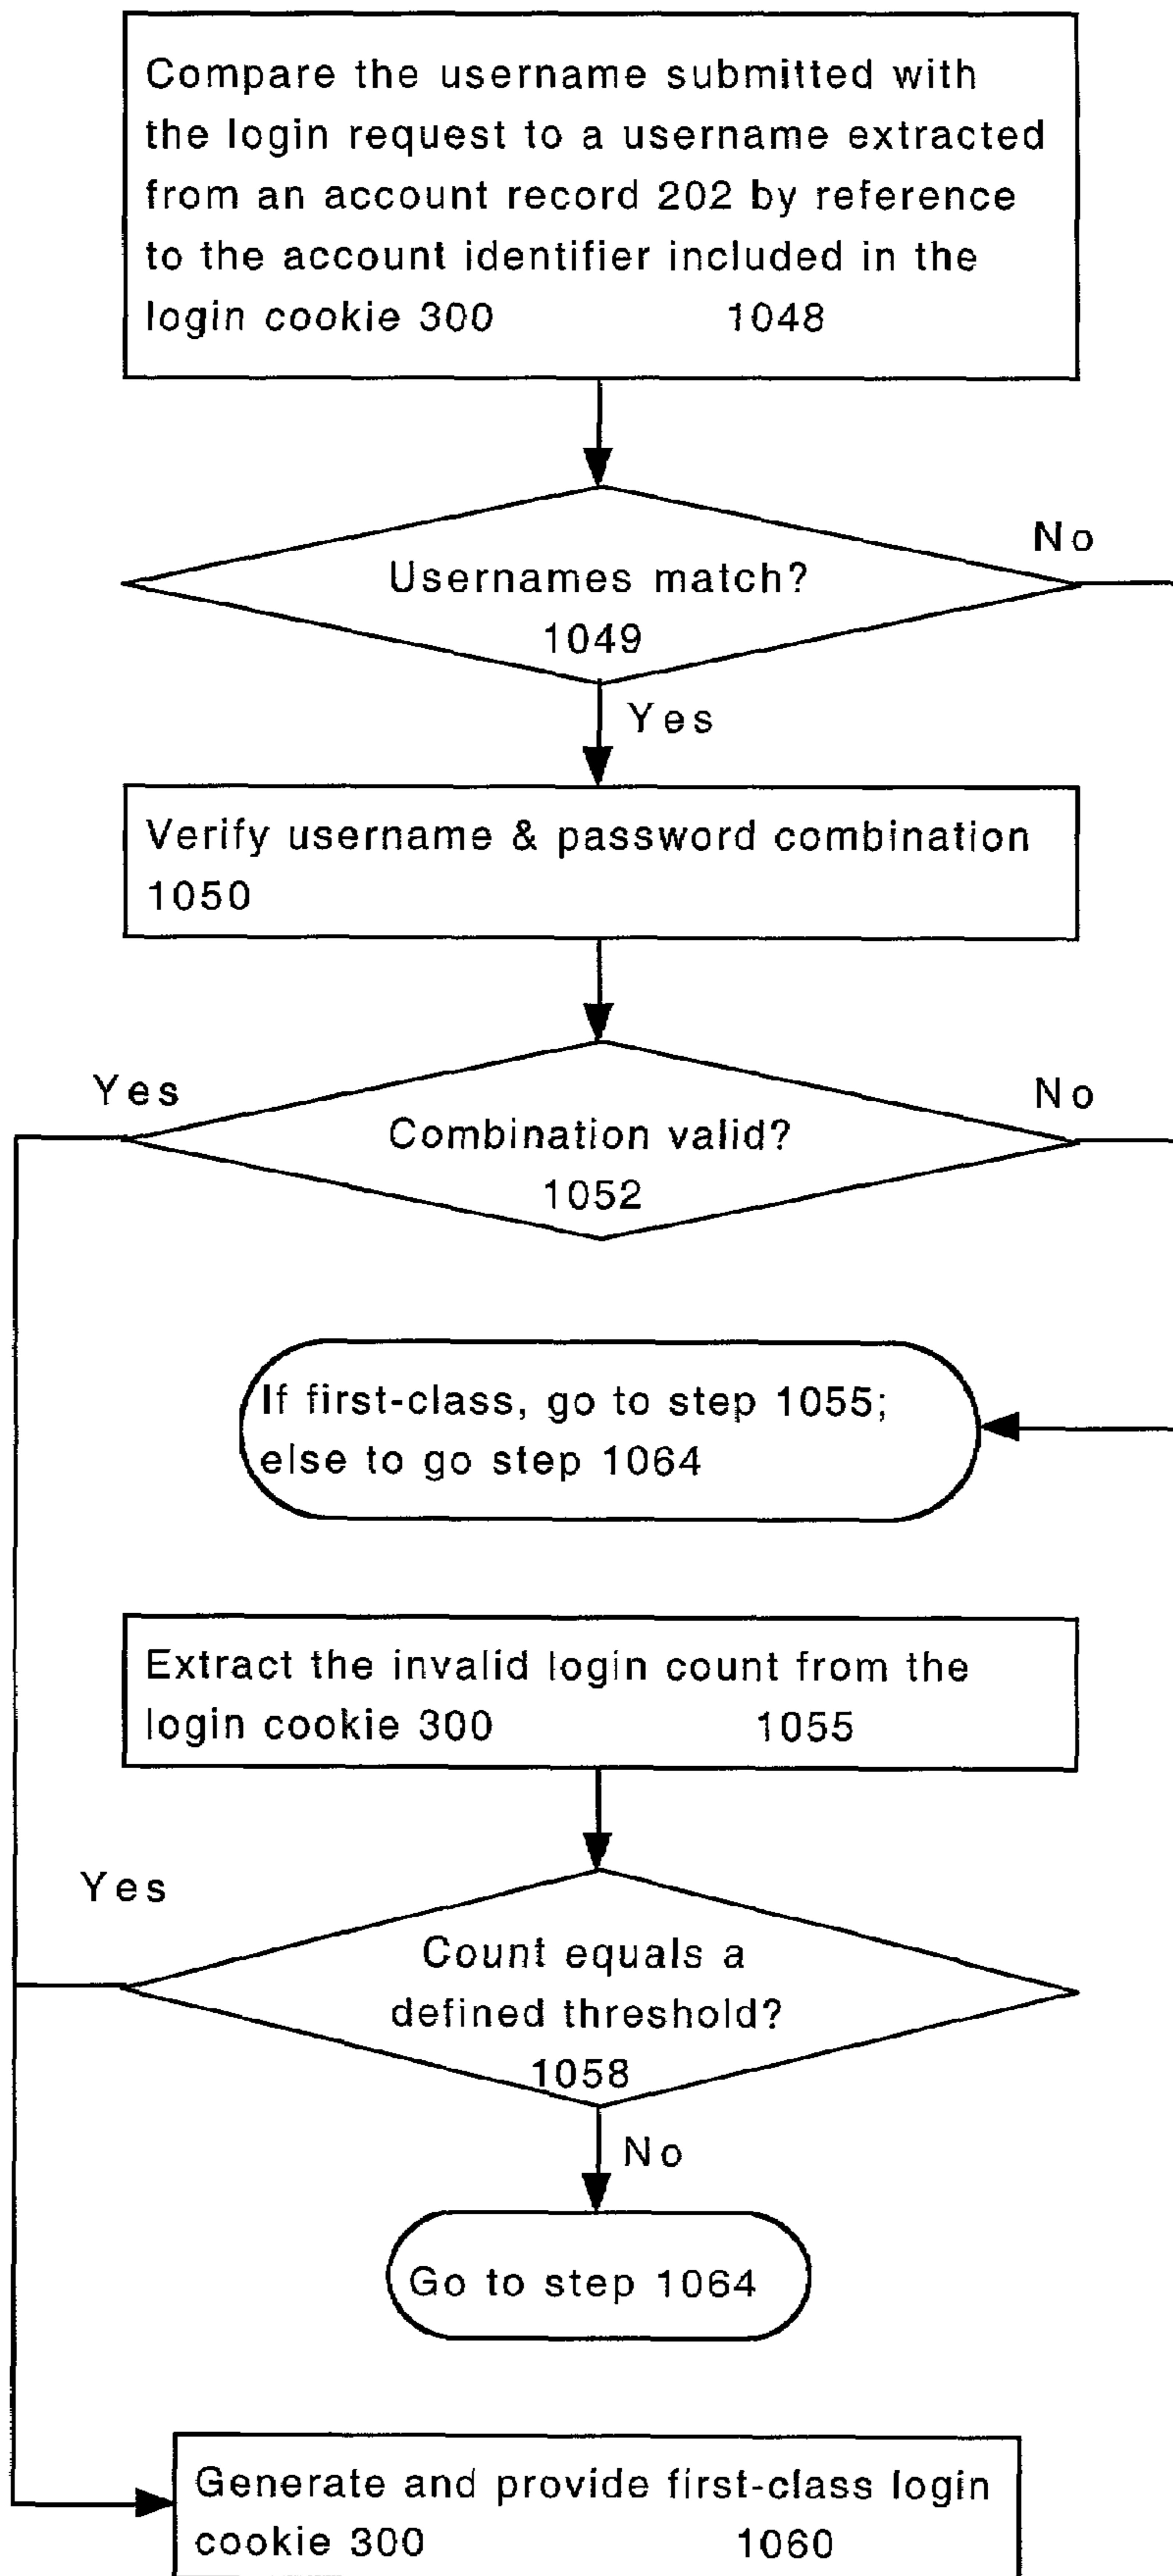 Compare the username submitted with
the login request to a username extracted
from an account record 202 by reference
to the account identifier included in the
login cookie 300 1048
No
Usernames match?
1049
Yes
Verify username & password combination
1050
Yes
No
Combination valid?
1052
If first-class, go to step 1055;
else to go step 1064
Extract the invalid login count from the
login cookie 300 1055
Yes
Count equals a
defined threshold?
1058
No
Go to step 1064
Generate and provide first-class login
cookie 300 1060